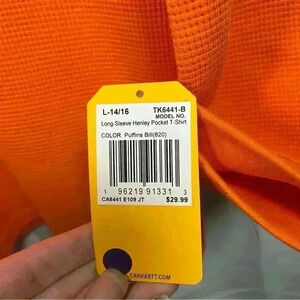 L-14/16 TK6441-B
MODEL NO.
Long-Sleeve Henley Pocket T-Shirt
COLOR: Puffins Bill(820)
1 96219 91331 3
CA6441 E109 JT $29.99
CARHARTT.COM